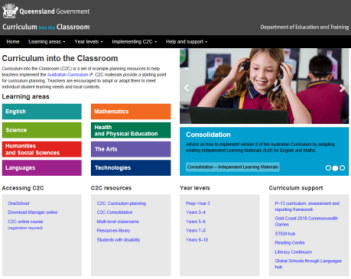 Queensland Government
Curriculum into the Classroom
Department of Education and Training
Home Learning areas Year levels Implementing C2C Help and support
Curriculum into the Classroom
Curriculum into the Classroom (C2C) is a set of example planning resources to help
teachers implement the Australian Curriculum. C2C materials provide a starting point
for curriculum planning. Teachers are encouraged to adopt or adapt them to meet
individual student learning needs and local contexts.
Learning areas
English
Mathematics
Science
Health
and Physical Education
Humanities
and Social Sciences
The Arts
Languages
Technologies
Consolidation
Advice on how to implement version 8 of the Australian Curriculum by adapting
existing Independent Learning Materials (ILM) for English and Maths.
Consolidation – Independent Learning Materials
Accessing C2C
OneSchool
Download Manager online
C2C online course
(registration required)
C2C resources
C2C: Curriculum planning
C2C Consolidation
Multi-level classrooms
Resources library
Students with disability
Year levels
Prep–Year 2
Years 3–4
Years 5–6
Years 7–8
Years 9–10
Curriculum support
P–12 curriculum, assessment and
reporting framework
Gold Coast 2018 Commonwealth
Games
STEM hub
Reading Centre
Literacy Continuum
Global Schools through Languages
hub